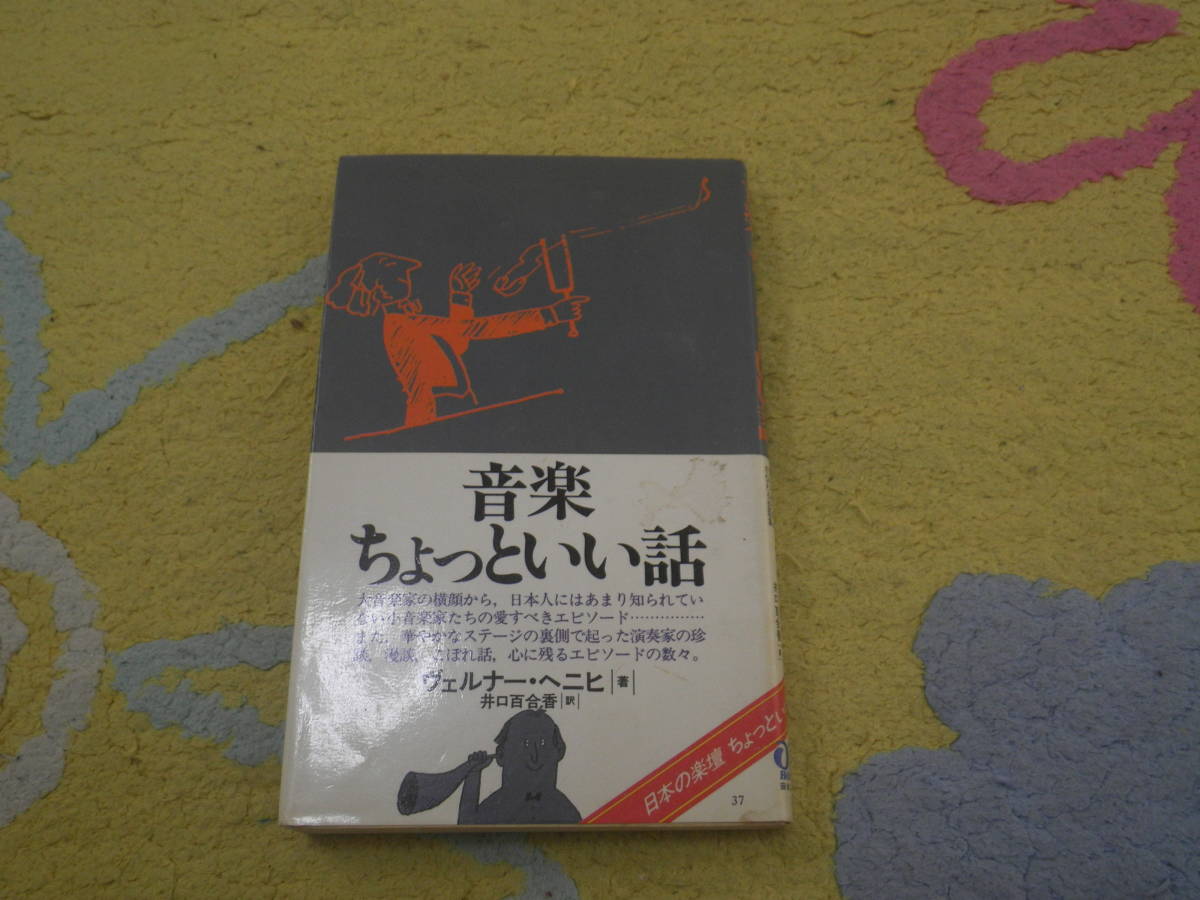 音楽
ちょっといい話
大音楽家の横顔から，日本人にはあまり知られてい
ない小音楽家たちの愛すべきエピソード……………
また，華やかなステージの裏側で起った演奏家の珍
談，漫談，こぼれ話，心に残るエピソードの数々。
ヴェルナー・ヘニヒ 著
井口百合香 訳
日本の楽壇 ちょっとい
37